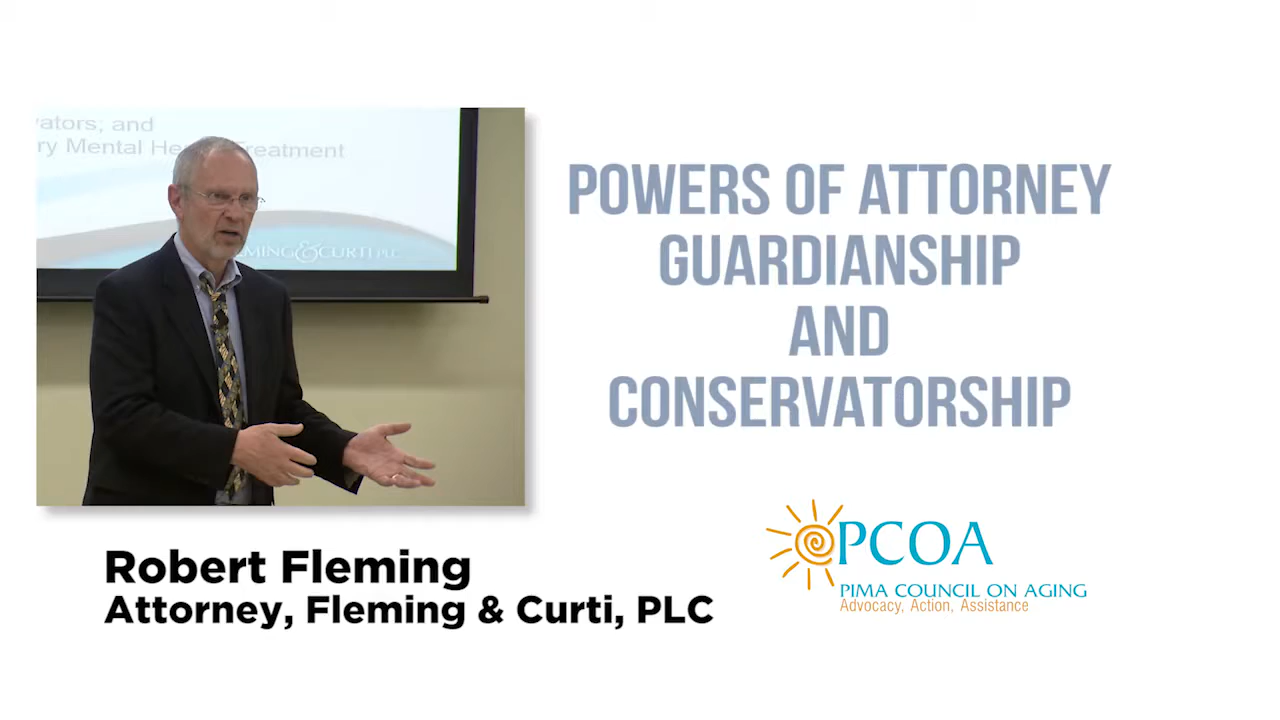 vators; and
ry Mental Hea Treatment
FLEMING & CURTI PLC
POWERS OF ATTORNEY
GUARDIANSHIP
AND
CONSERVATORSHIP
Robert Fleming
Attorney, Fleming & Curti, PLC
PCOA
PIMA COUNCIL ON AGING
Advocacy, Action, Assistance